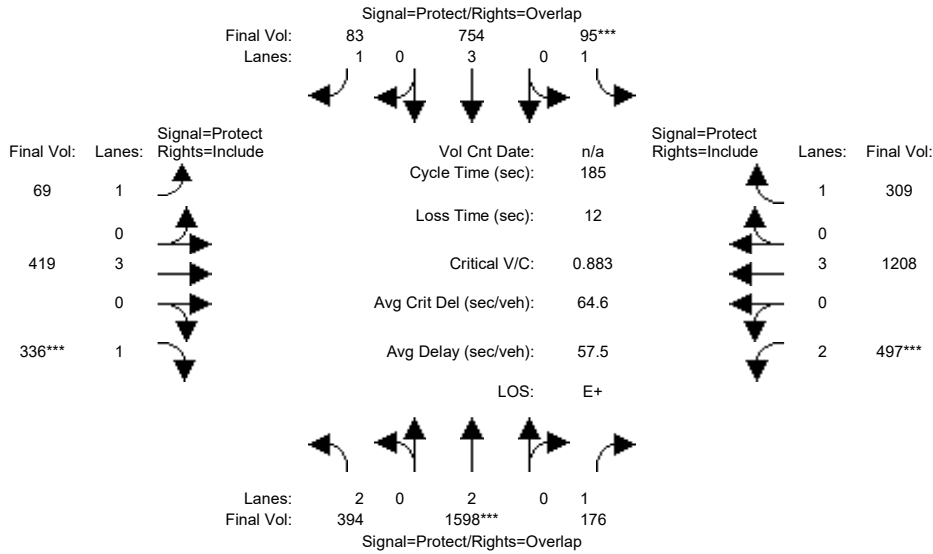 Signal=Protect/Rights=Overlap
Final Vol: 83 754 95***
Lanes: 1 0 3 0 1
Signal=Protect
Final Vol: Lanes: Rights=Include
Vol Cnt Date: n/a
Signal=Protect
Rights=Include Lanes: Final Vol:
Cycle Time (sec): 185
69 1
1 309
Loss Time (sec): 12
0
0
419 3
Critical V/C: 0.883
3 1208
0
Avg Crit Del (sec/veh): 64.6
0
336*** 1
Avg Delay (sec/veh): 57.5
2 497***
LOS: E+
Lanes: 2 0 2 0 1
Final Vol: 394 1598*** 176
Signal=Protect/Rights=Overlap